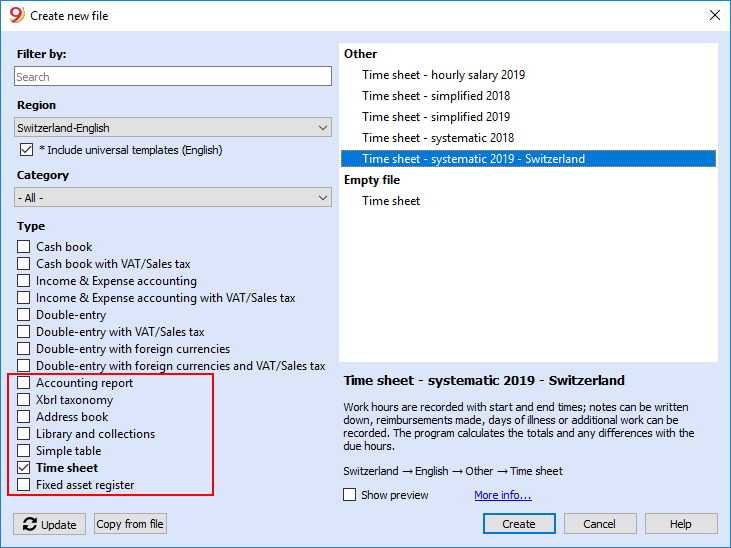 Create new file
Filter by:
Search
Region
Switzerland-English
* Include universal templates (English)
Category
- All -
Type
Cash book
Cash book with VAT/Sales tax
Income & Expense accounting
Income & Expense accounting with VAT/Sales tax
Double-entry
Double-entry with VAT/Sales tax
Double-entry with foreign currencies
Double-entry with foreign currencies and VAT/Sales tax
Accounting report
Xbrl taxonomy
Address book
Library and collections
Simple table
Time sheet
Fixed asset register
Update
Copy from file
Other
Time sheet - hourly salary 2019
Time sheet - simplified 2018
Time sheet - simplified 2019
Time sheet - systematic 2018
Time sheet - systematic 2019 - Switzerland
Empty file
Time sheet
Time sheet - systematic 2019 - Switzerland
Work hours are recorded with start and end times; notes can be written
down, reimbursements made, days of illness or additional work can be
recorded. The program calculates the totals and any differences with the
due hours.
Switzerland → English → Other → Time sheet
Show preview
More info...
Create
Cancel
Help